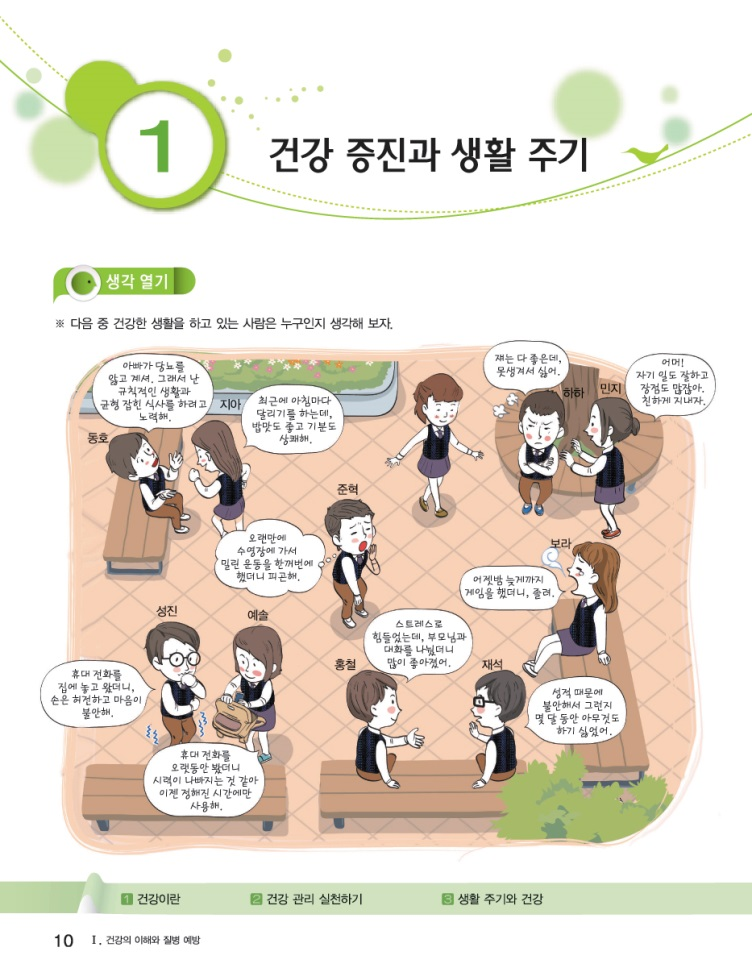 1
건강 증진과 생활 주기
생각 열기
※ 다음 중 건강한 생활을 하고 있는 사람은 누구인지 생각해 보자.
아빠가 당뇨를
앓고 계셔. 그래서 난
규칙적인 생활과
균형 잡힌 식사를 하려고
노력해.
동호
지아
최근에 아침마다
달리기를 하는데,
밥맛도 좋고 기분도
상쾌해.
쟤는 다 좋은데,
못생겨서 싫어.
하하
민지
어머!
자기 일도 잘하고
장점도 많잖아.
친하게 지내자.
준혁
오랜만에
수영장에 가서
밀린 운동을 한꺼번에
했더니 피곤해.
보라
어젯밤 늦게까지
게임을 했더니, 졸려.
성진
예솔
휴대 전화를
집에 놓고 왔더니,
손은 허전하고 마음이
불안해.
휴대 전화를
오랫동안 봤더니
시력이 나빠지는 것 같아
이젠 정해진 시간에만
사용해.
스트레스로
힘들었는데, 부모님과
대화를 나눴더니
많이 좋아졌어.
홍철
재석
성적 때문에
불안해서 그런지
몇 달 동안 아무것도
하기 싫었어.
1 건강이란
2 건강 관리 실천하기
3 생활 주기와 건강
10 Ⅰ. 건강의 이해와 질병 예방